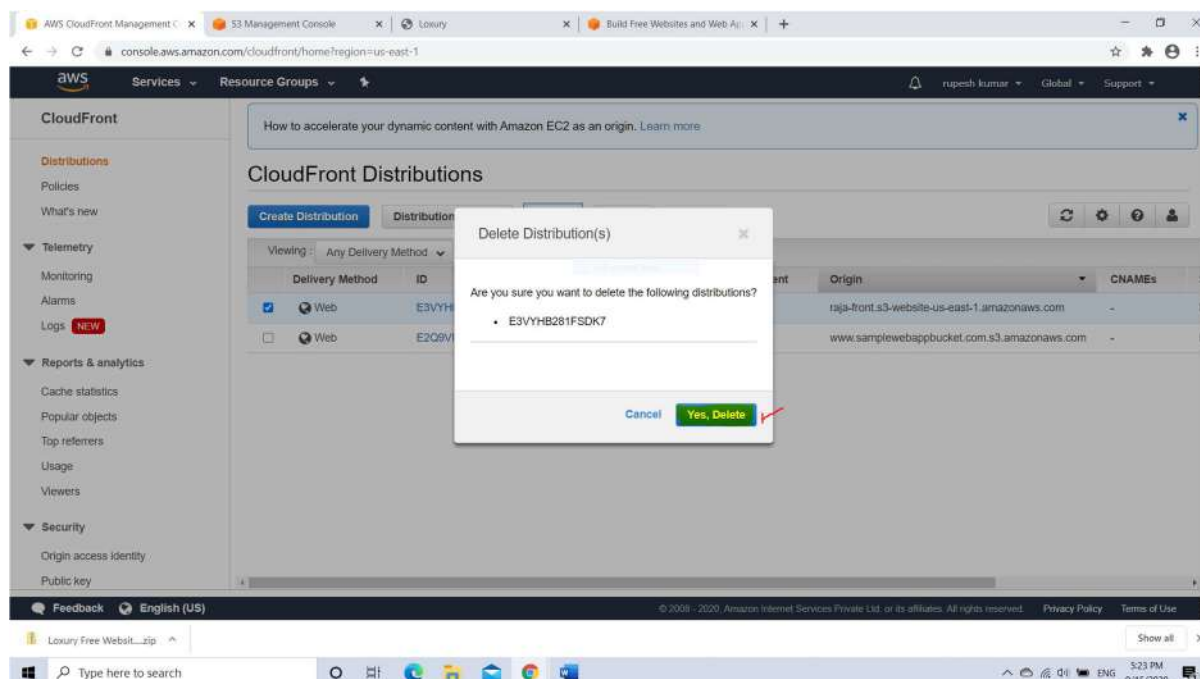 AWS CloudFront Management C
S3 Management Console
Loxury
Build Free Websites and Web Ap
console.aws.amazon.com/cloudfront/home?region=us-east-1
aws Services Resource Groups rupesh kumar Global Support
CloudFront
Distributions
Policies
What's new
Telemetry
Monitoring
Alarms
Logs NEW
Reports & analytics
Cache statistics
Popular objects
Top referrers
Usage
Viewers
Security
Origin access identity
Public key
How to accelerate your dynamic content with Amazon EC2 as an origin. Learn more
CloudFront Distributions
Create Distribution Distribution
Viewing : Any Delivery Method
Delivery Method ID ent Origin CNAMEs
Web E3VYH raja-front.s3-website-us-east-1.amazonaws.com -
Web E2Q9V www.samplewebappbucket.com.s3.amazonaws.com -
Delete Distribution(s)
Are you sure you want to delete the following distributions?
• E3VYHB281FSDK7
Cancel Yes, Delete
Feedback English (US) © 2008 - 2020, Amazon Internet Services Private Ltd. or its affiliates. All rights reserved. Privacy Policy Terms of Use
Loxury Free Websit....zip Show all
Type here to search ENG 5:23 PM